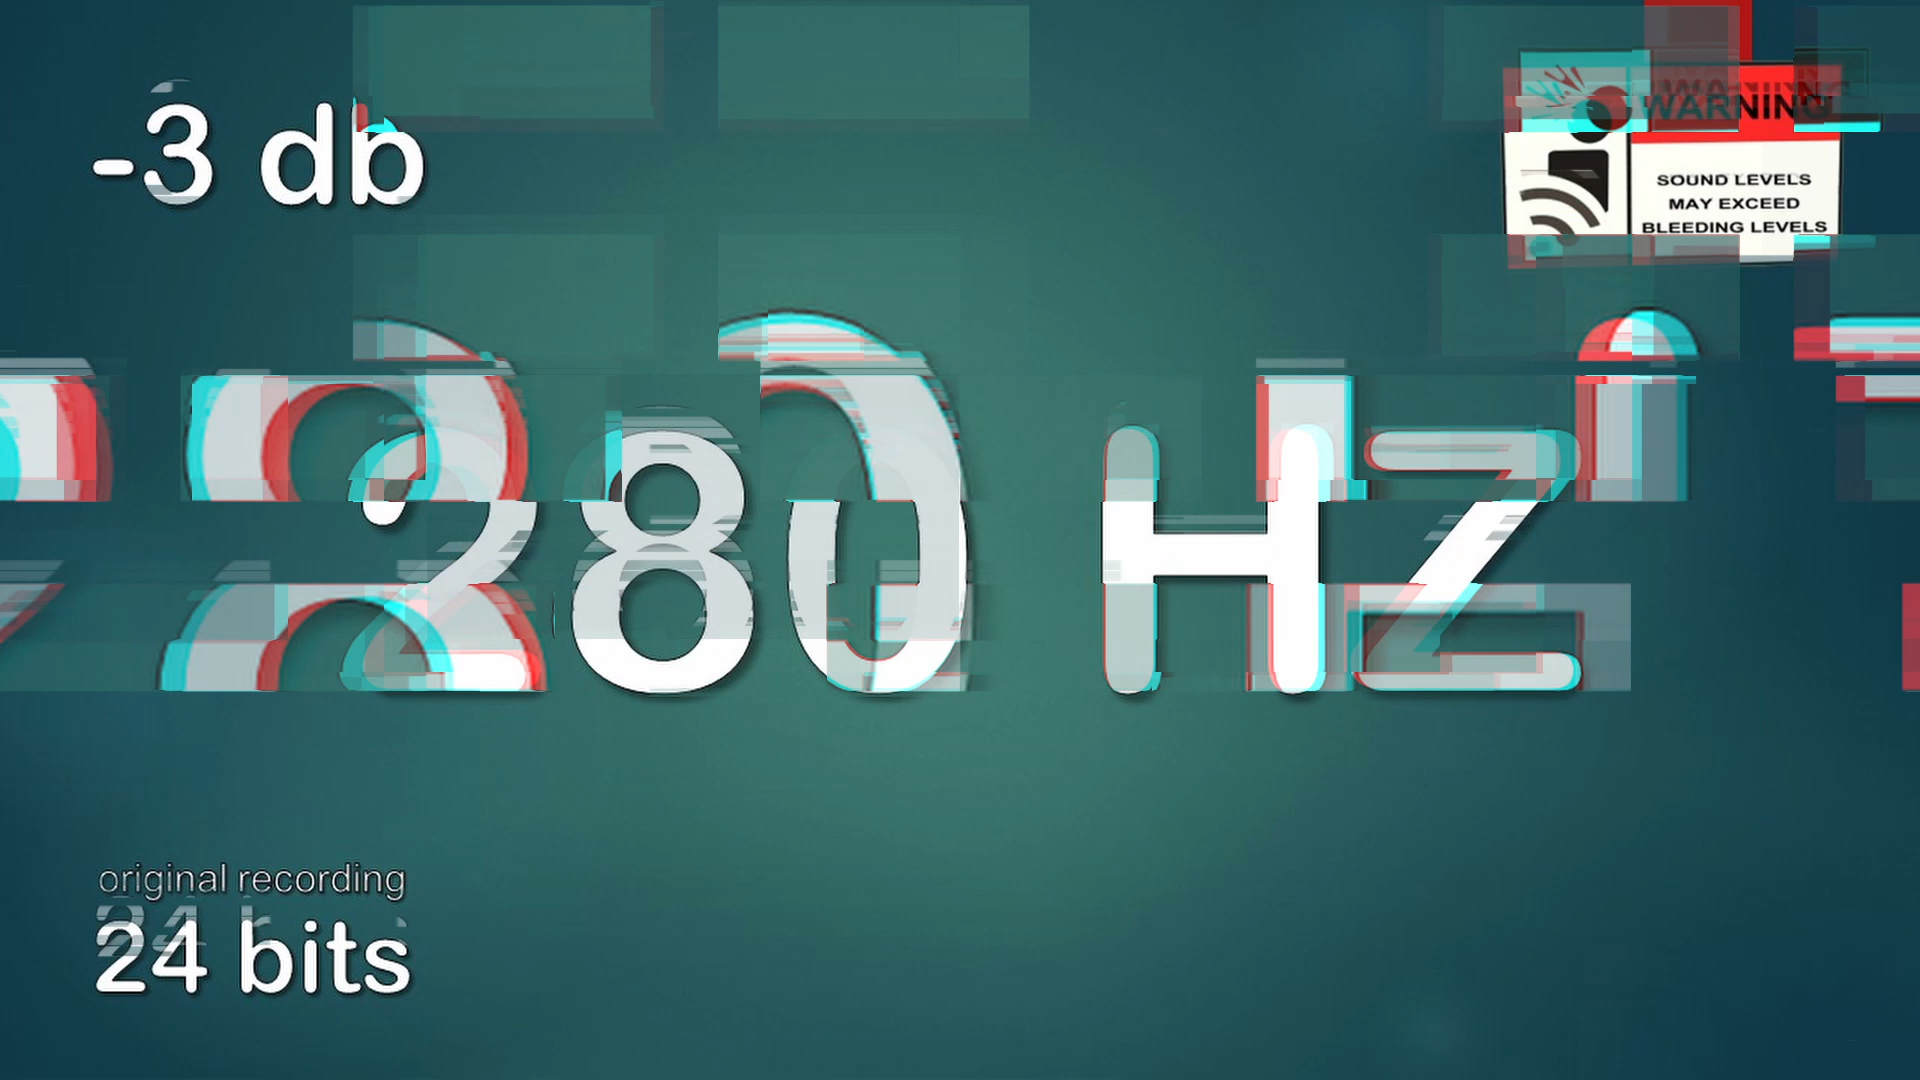 -3 db
WARNING
SOUND LEVELS
MAY EXCEED
BLEEDING LEVELS
280 HZ
original recording
24 bits